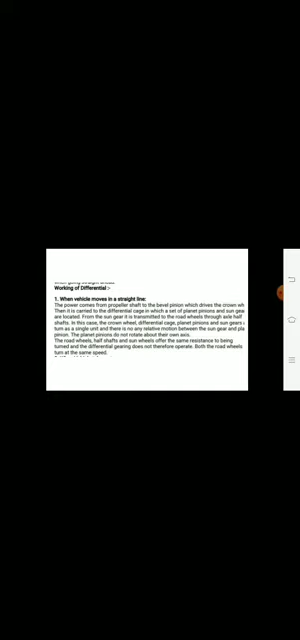 Working of Differential :-
1. When vehicle moves in a straight line:
The power comes from propeller shaft to the bevel pinion which drives the crown wh
Then it is carried to the differential cage in which a set of planet pinions and sun gea
are located. From the sun gear it is transmitted to the road wheels through axle half
shafts. In this case, the crown wheel, differential cage, planet pinions and sun gears
turn as a single unit and there is no any relative motion between the sun gear and pla
pinion. The planet pinions do not rotate about their own axis.
The road wheels, half shafts and sun wheels offer the same resistance to being
turned and the differential gearing does not therefore operate. Both the road wheels
turn at the same speed.